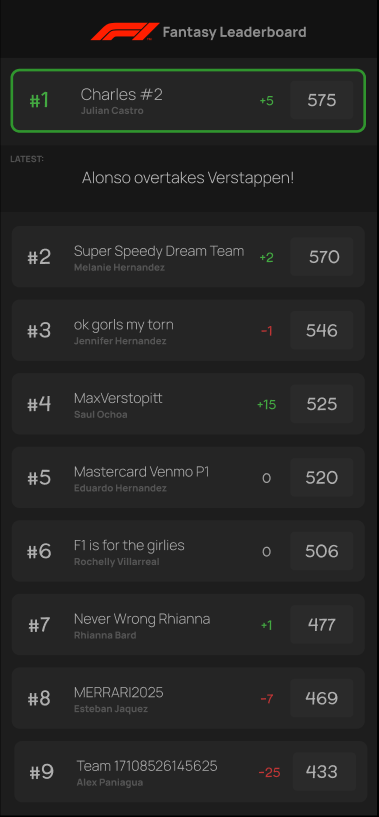 F1 Fantasy Leaderboard
#1
Charles #2
Julian Castro
+5
575
LATEST:
Alonso overtakes Verstappen!
#2
Super Speedy Dream Team
Melanie Hernandez
+2
570
#3
ok gorls my torn
Jennifer Hernandez
-1
546
#4
MaxVerstopitt
Saul Ochoa
+15
525
#5
Mastercard Venmo P1
Eduardo Hernandez
0
520
#6
F1 is for the girlies
Rochelly Villarreal
0
506
#7
Never Wrong Rhianna
Rhianna Bard
+1
477
#8
MERRARI2025
Esteban Jaquez
-7
469
#9
Team 17108526145625
Alex Paniagua
-25
433